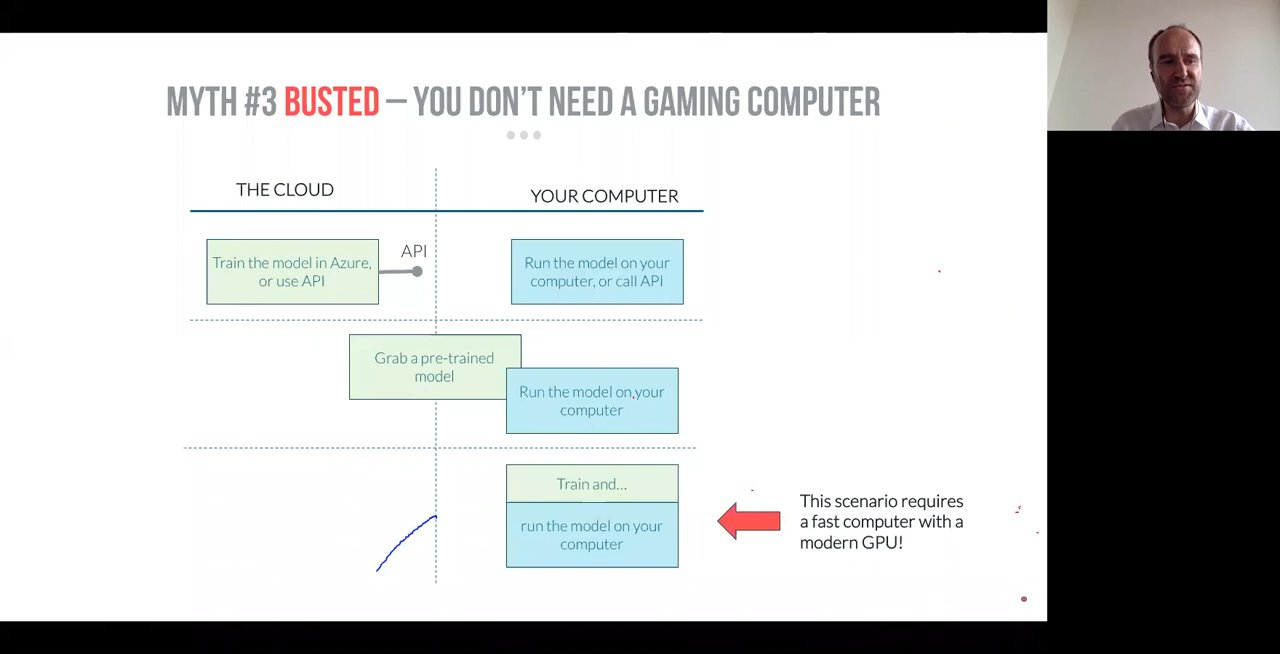 MYTH #3 BUSTED – YOU DON'T NEED A GAMING COMPUTER
THE CLOUD
YOUR COMPUTER
Train the model in Azure,
or use API
API
Run the model on your
computer, or call API
Grab a pre-trained
model
Run the model on your
computer
Train and...
run the model on your
computer
This scenario requires
a fast computer with a
modern GPU!